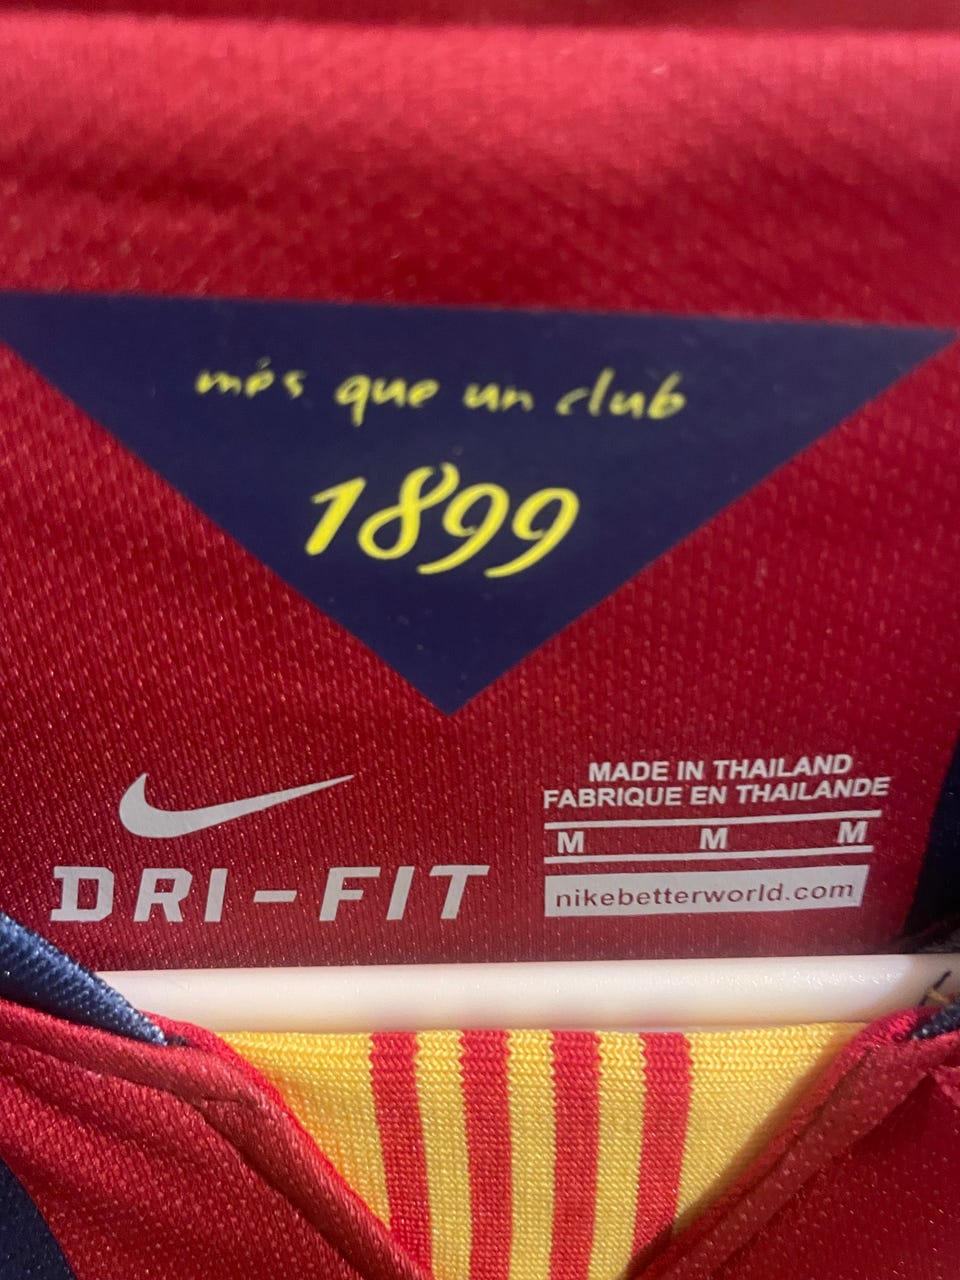 més que un club
1899
MADE IN THAILAND
FABRIQUE EN THAILANDE
M M M
nikebetterworld.com
DRI-FIT